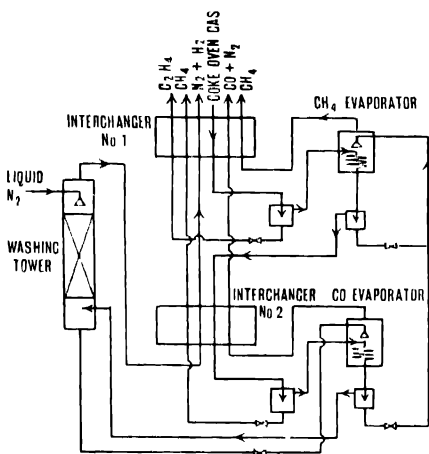 C2H4
CH4
N2 + H2
COKE OVEN GAS
CO + N2
CH4
CH4 EVAPORATOR
INTERCHANGER
No 1
LIQUID
N2
WASHING
TOWER
INTERCHANGER
No 2
CO EVAPORATOR